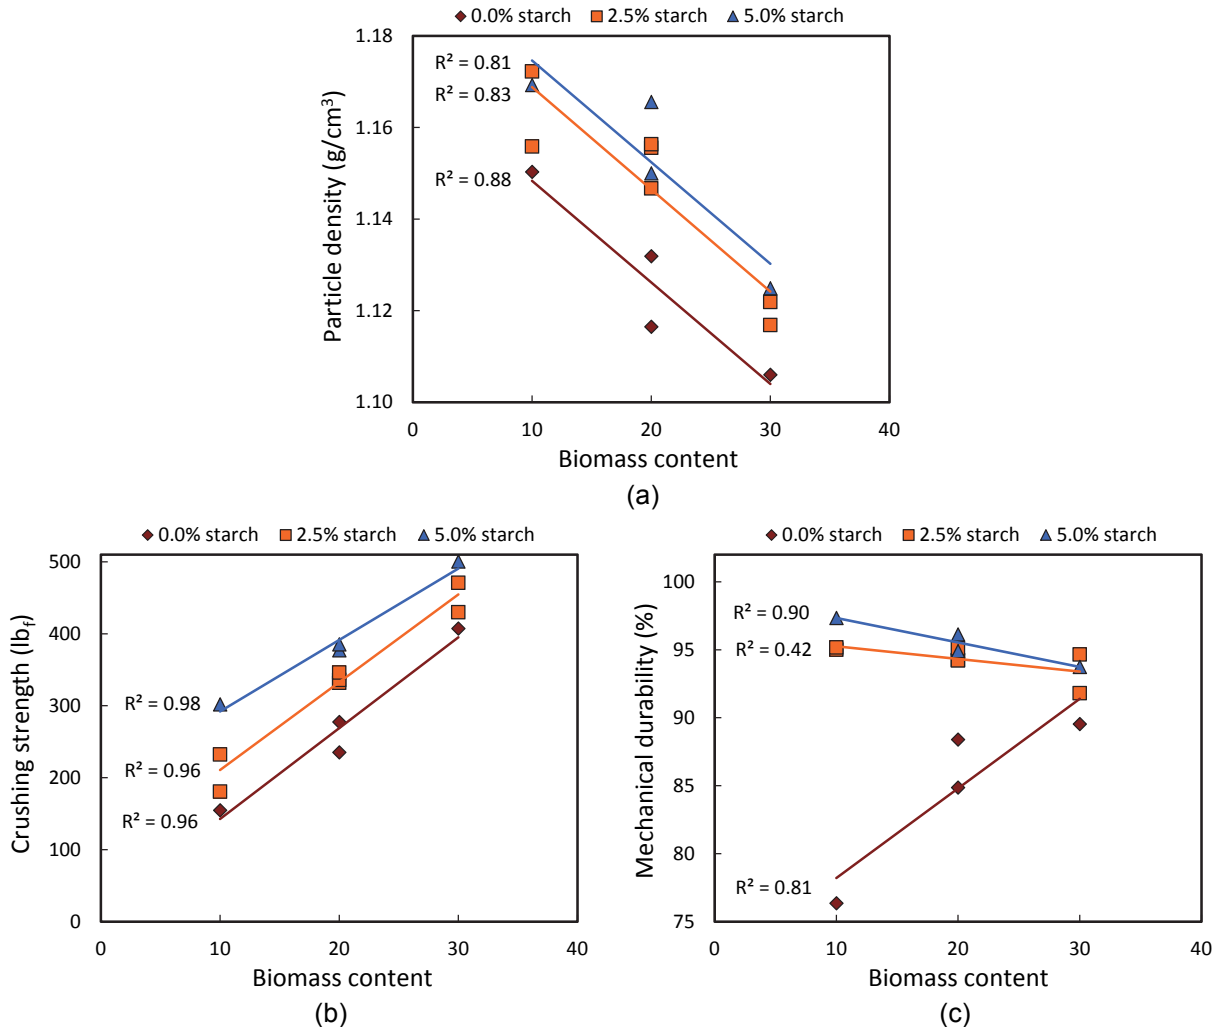 0.0% starch 2.5% starch 5.0% starch
1.18
1.16
1.14
1.12
1.10
R² = 0.81
R² = 0.83
R² = 0.88
Particle density (g/cm³)
0 10 20 30 40
Biomass content
(a)
0.0% starch 2.5% starch 5.0% starch
500
400
300
200
100
0
R² = 0.98
R² = 0.96
R² = 0.96
Crushing strength (lbf)
0 10 20 30 40
Biomass content
(b)
0.0% starch 2.5% starch 5.0% starch
100
95
90
85
80
75
R² = 0.90
R² = 0.42
R² = 0.81
Mechanical durability (%)
0 10 20 30 40
Biomass content
(c)